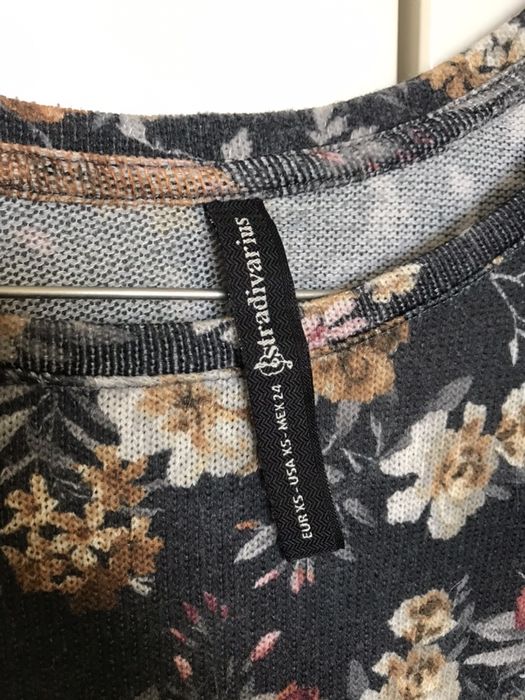 stradivarius
EUR XS - USA XS - MEX 24